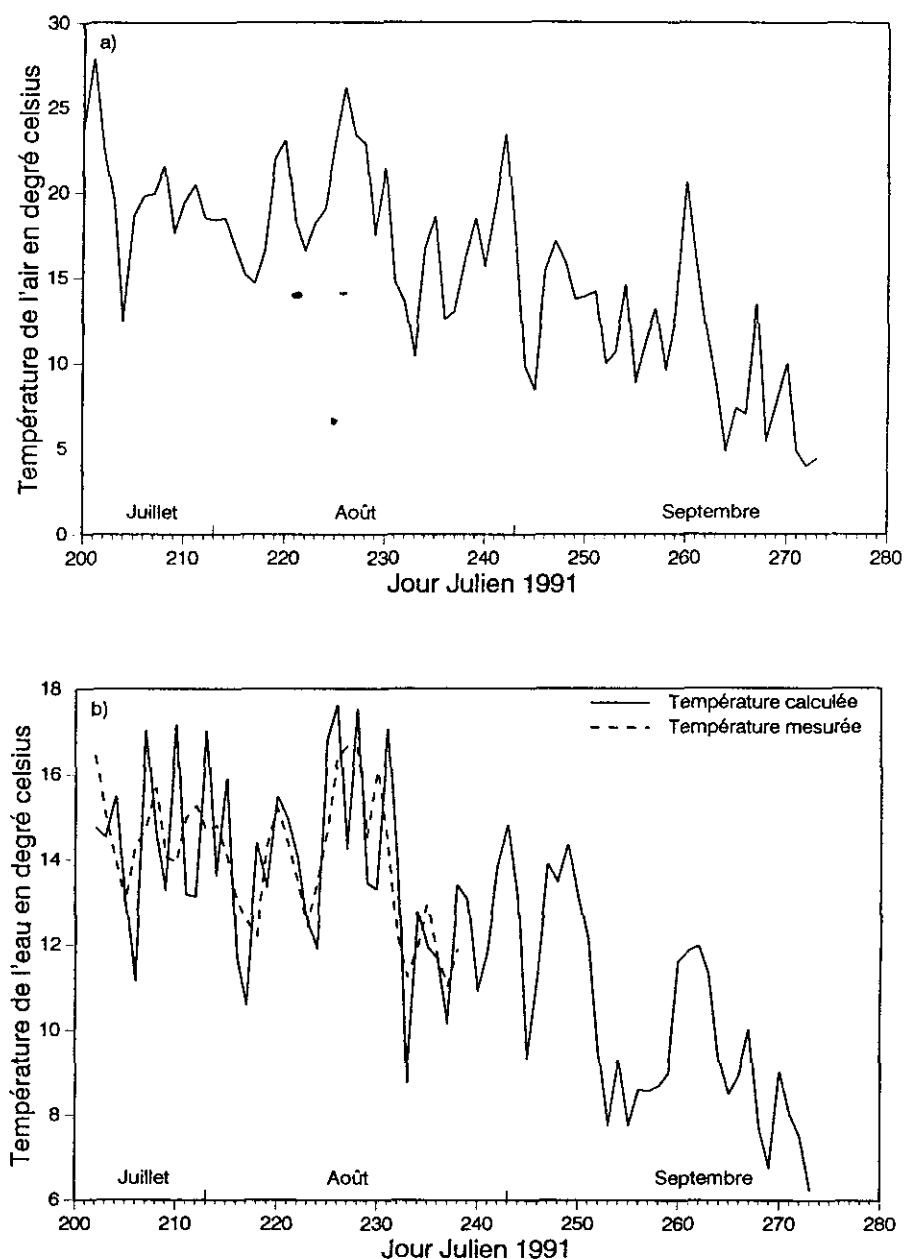 a)
Température de l'air en degré celsius
30
25
20
15
10
5
0
Juillet
Août
Septembre
200
210
220
230
240
250
260
270
280
Jour Julien 1991
b)
Température calculée
Température mesurée
Température de l'eau en degré celsius
18
16
14
12
10
8
6
Juillet
Août
Septembre
200
210
220
230
240
250
260
270
280
Jour Julien 1991